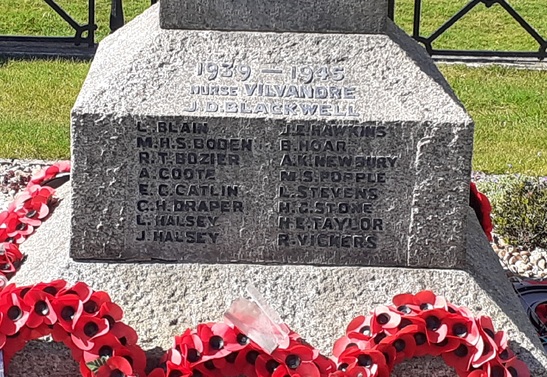 1939 — 1945
NURSE VILVANDRE
J.D. BLACKWELL
L. BLAIN
M.H.S. BODEN
R.T. BOZIER
A. COOTE
E.C. CATLIN
C.H. DRAPER
L. HALSEY
J. HALSEY
J.E. HAWKINS
B. HOAR
A.K. NEWBURY
M.S. POPPLE
L. STEVENS
H.G. STONE
H.E. TAYLOR
R. VICKERS